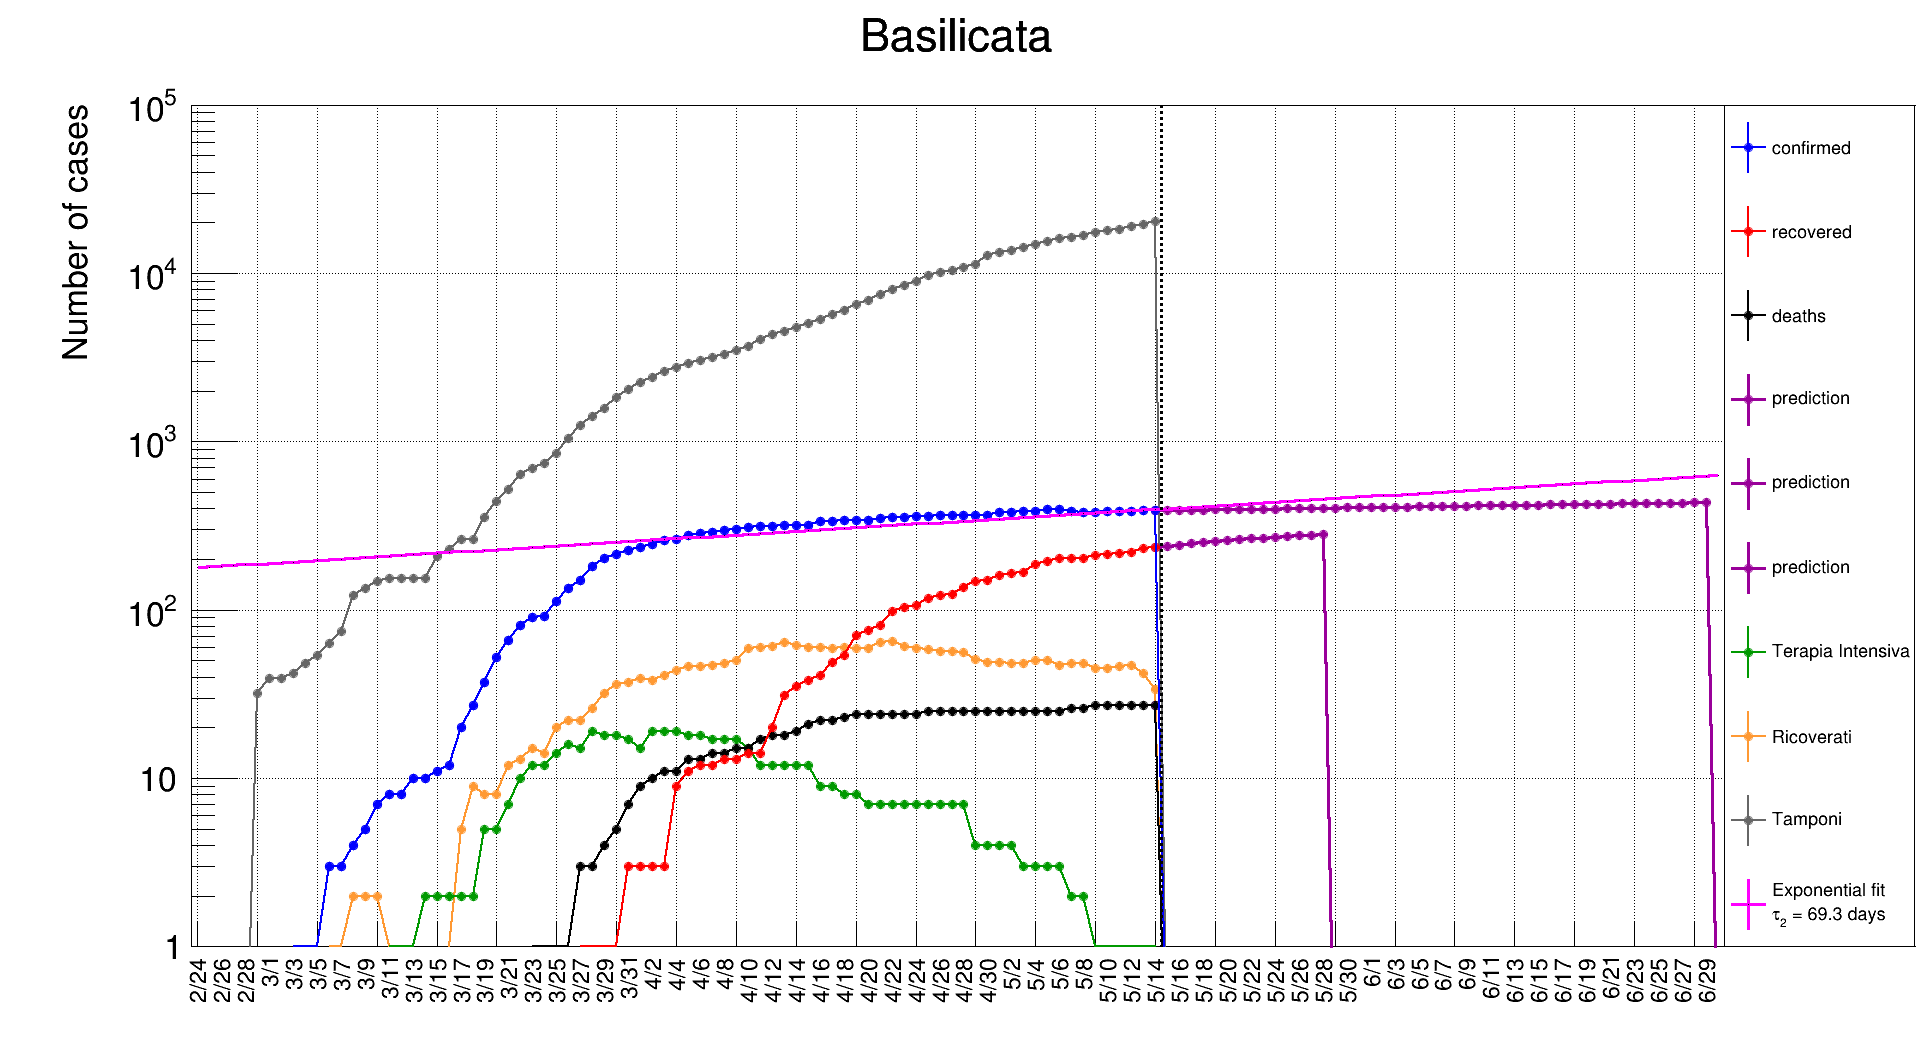 Basilicata
Number of cases
10^5
10^4
10^3
10^2
10
1
2/24 2/26 2/28 3/1 3/3 3/5 3/7 3/9 3/11 3/13 3/15 3/17 3/19 3/21 3/23 3/25 3/27 3/29 3/31 4/2 4/4 4/6 4/8 4/10 4/12 4/14 4/16 4/18 4/20 4/22 4/24 4/26 4/28 4/30 5/2 5/4 5/6 5/8 5/10 5/12 5/14 5/16 5/18 5/20 5/22 5/24 5/26 5/28 5/30 6/1 6/3 6/5 6/7 6/9 6/11 6/13 6/15 6/17 6/19 6/21 6/23 6/25 6/27 6/29
confirmed
recovered
deaths
prediction
prediction
prediction
Terapia Intensiva
Ricoverati
Tamponi
Exponential fit
τ₂ = 69.3 days